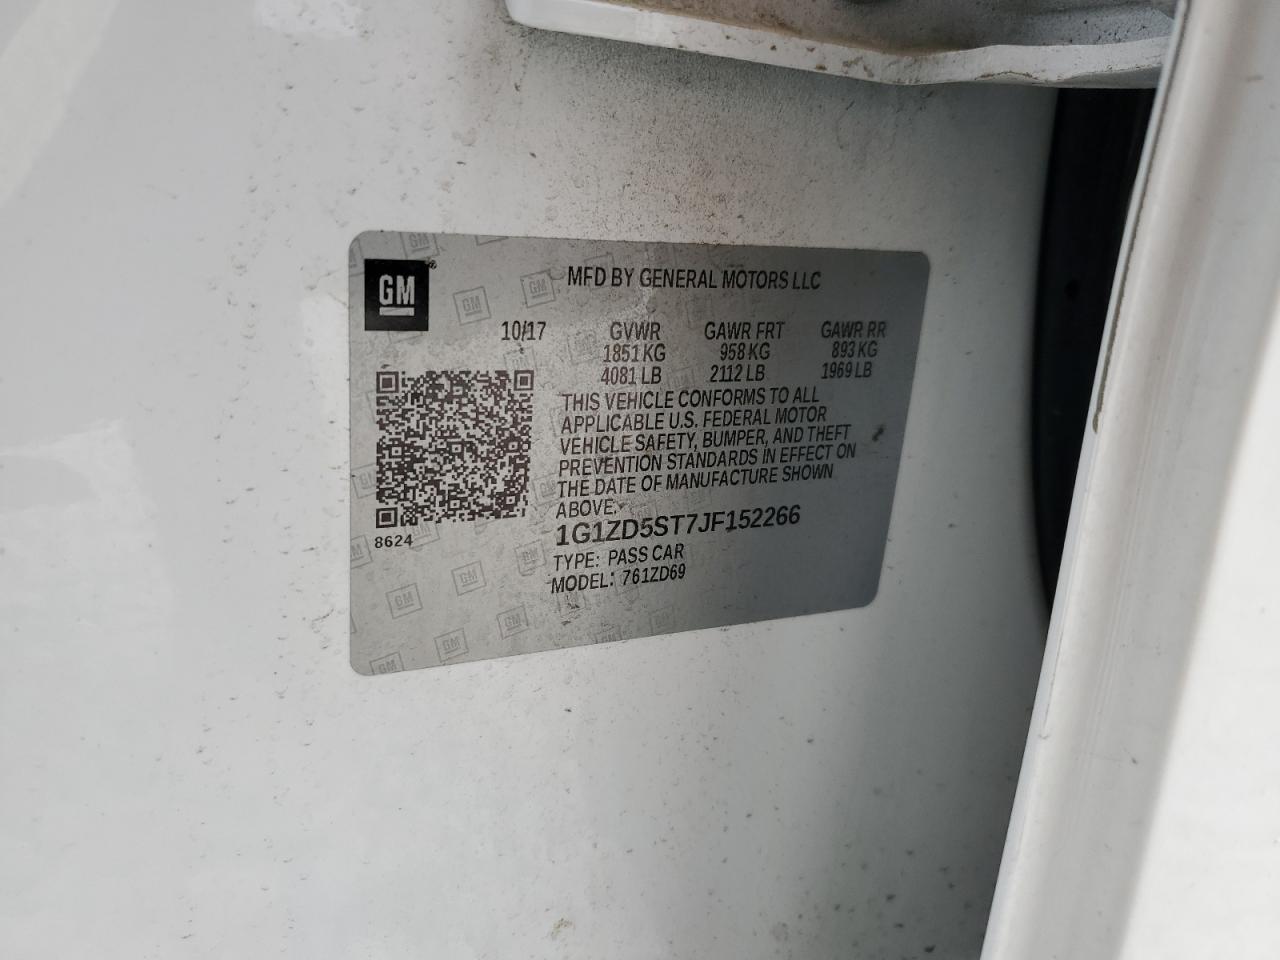 GM
MFD BY GENERAL MOTORS LLC
10/17 GVWR GAWR FRT GAWR RR
1851 KG 958 KG 893 KG
4081 LB 2112 LB 1969 LB
THIS VEHICLE CONFORMS TO ALL
APPLICABLE U.S. FEDERAL MOTOR
VEHICLE SAFETY, BUMPER, AND THEFT
PREVENTION STANDARDS IN EFFECT ON
THE DATE OF MANUFACTURE SHOWN
ABOVE.
8624
1G1ZD5ST7JF152266
TYPE: PASS CAR
MODEL: 761ZD69